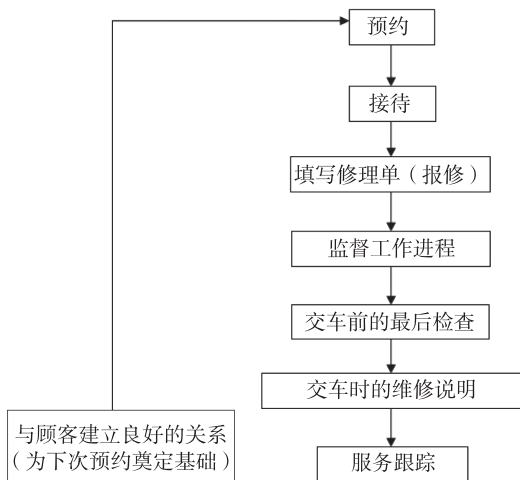 预约
接待
填写修理单（报修）
监督工作进程
交车前的最后检查
交车时的维修说明
与顾客建立良好的关系
（为下次预约奠定基础）
服务跟踪